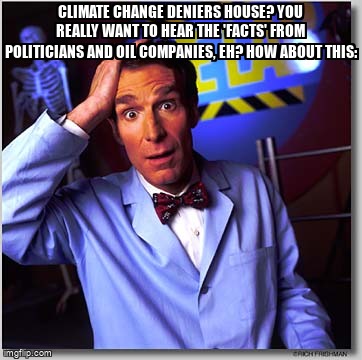 CLIMATE CHANGE DENIERS HOUSE? YOU
REALLY WANT TO HEAR THE 'FACTS' FROM
POLITICIANS AND OIL COMPANIES, EH? HOW ABOUT THIS:
©RICH FRISHMAN
imgflip.com